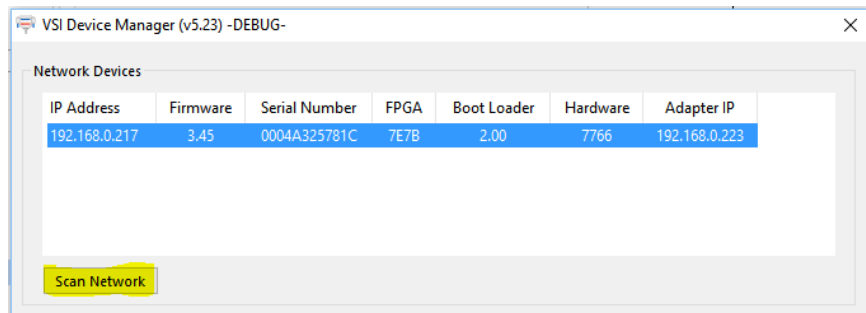 VSI Device Manager (v5.23) -DEBUG-
Network Devices
IP Address Firmware Serial Number FPGA Boot Loader Hardware Adapter IP
192.168.0.217 3.45 0004A325781C 7E7B 2.00 7766 192.168.0.223
Scan Network